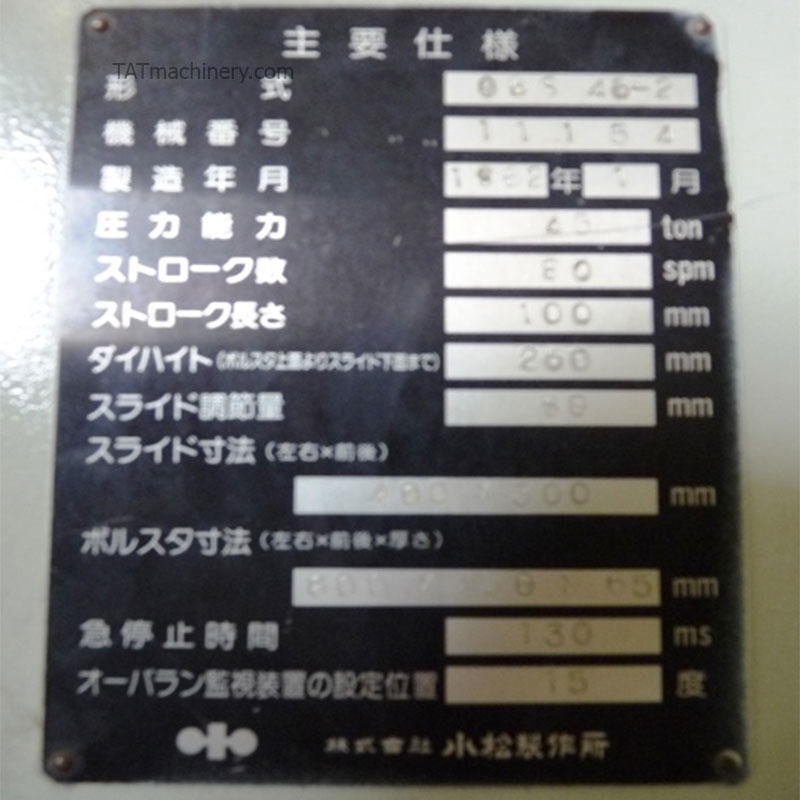 主要仕様
TATmachinery.com
形式 OBS 45-2
機械番号 11154
製造年月 年 1 月
圧力能力 45 ton
ストローク数 80 spm
ストローク長さ 100 mm
ダイハイト(ボルスタ上面よりスライド下面まで) 260 mm
スライド調節量 mm
スライド寸法(左右×前後)
mm
ボルスタ寸法(左右×前後×厚さ)
mm
急停止時間 130 ms
オーバラン監視装置の設定位置 15 度
株式会社 小松製作所